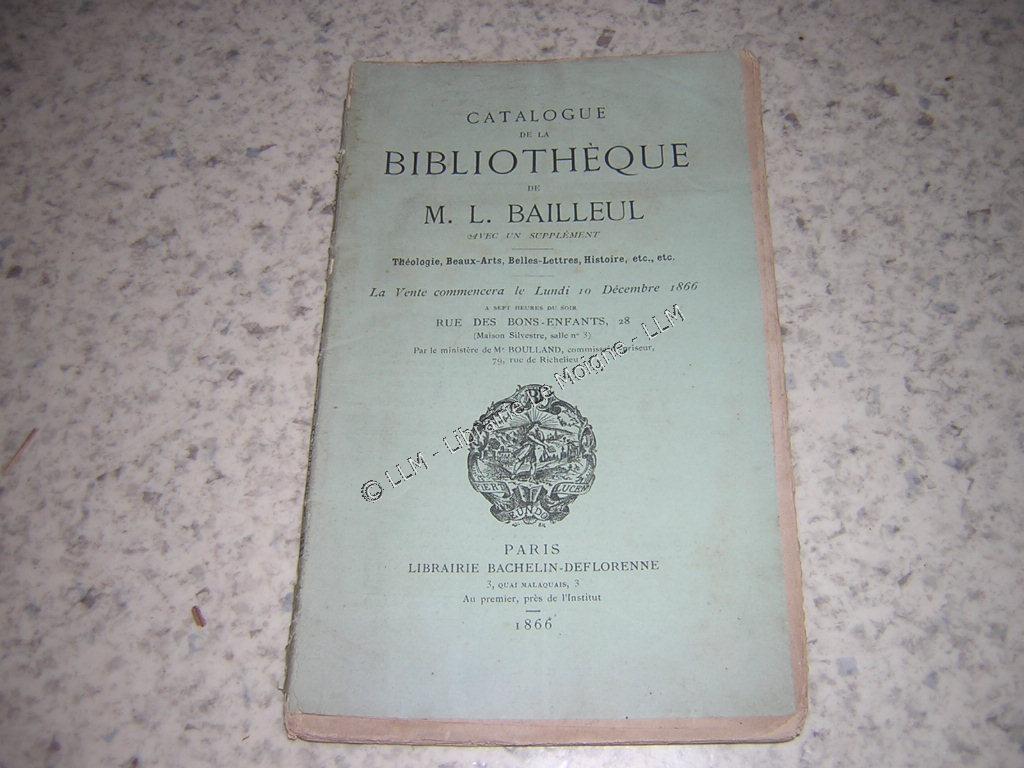 CATALOGUE
DE LA
BIBLIOTHÈQUE
DE
M. L. BAILLEUL
AVEC UN SUPPLÉMENT
Théologie, Beaux-Arts, Belles-Lettres, Histoire, etc., etc.
La Vente commencera le Lundi 10 Décembre 1866
A SEPT HEURES DU SOIR
RUE DES BONS-ENFANTS, 28
(Maison Silvestre, salle nº 3)
Par le ministère de Me BOULLAND, commissaire-priseur,
79, rue de Richelieu
© LLM - Librairie Le Moigne - LLM
LUCEM
FUNDO
PARIS
LIBRAIRIE BACHELIN-DEFLORENNE
3, QUAI MALAQUAIS, 3
Au premier, près de l'Institut
1866